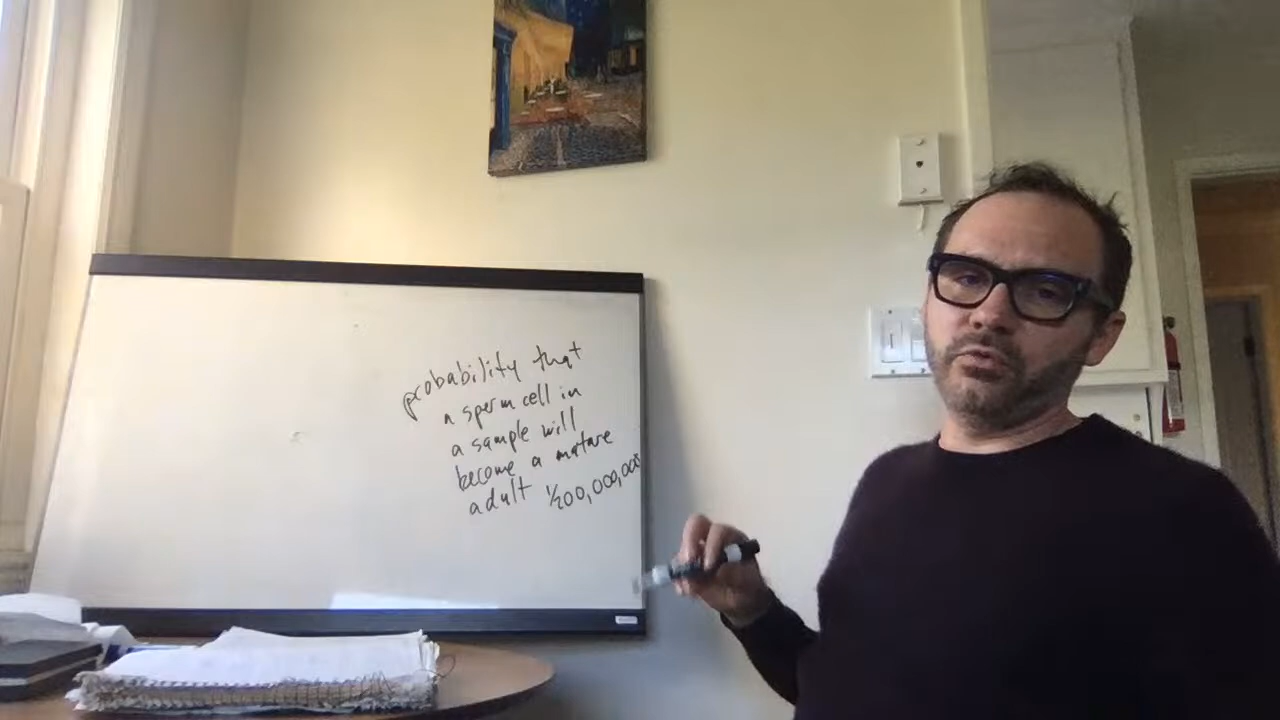 probability that
a sperm cell in
a sample will
become a mature
adult 1/200,000,000